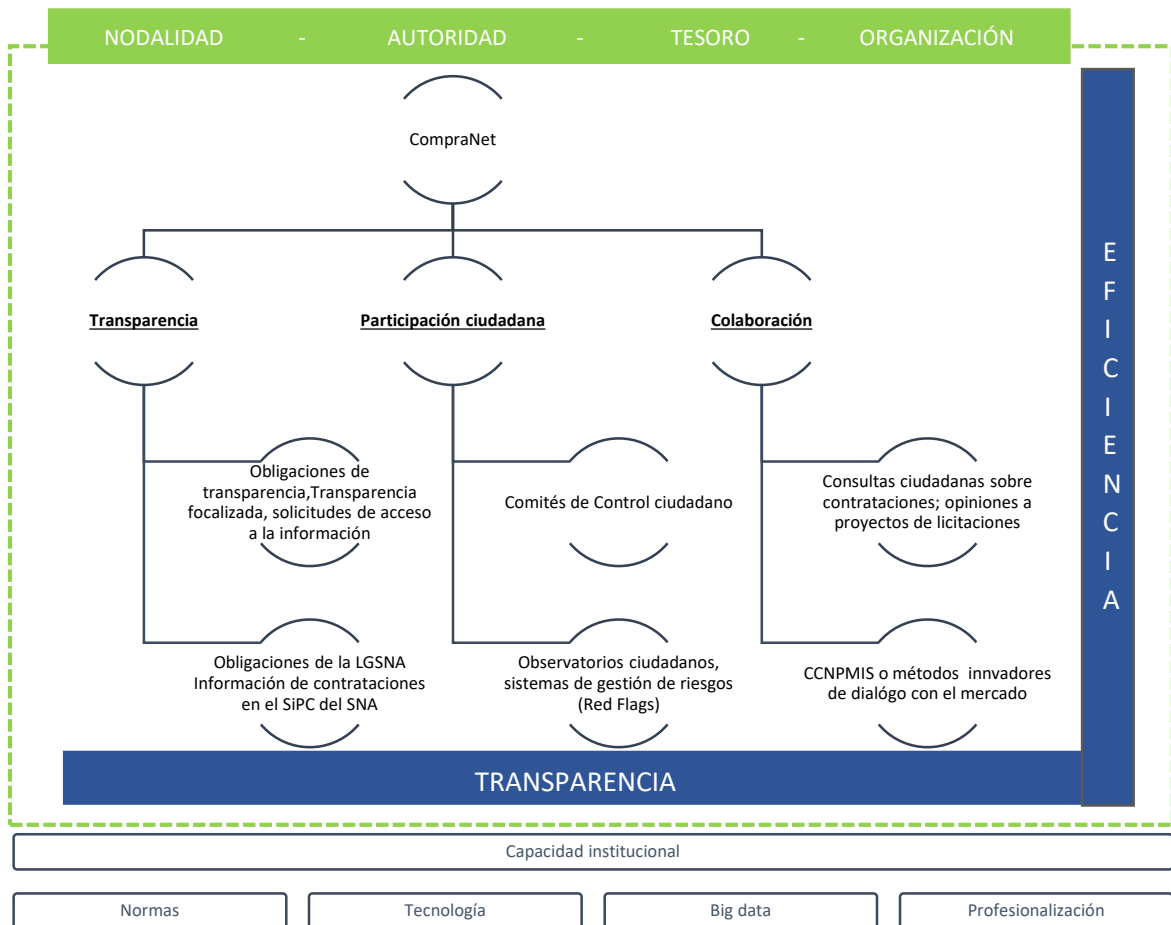 NODALIDAD - AUTORIDAD - TESORO - ORGANIZACIÓN
CompraNet
Transparencia
Participación ciudadana
Colaboración
Obligaciones de
transparencia,Transparencia
focalizada, solicitudes de acceso
a la información
Comités de Control ciudadano
Consultas ciudadanas sobre
contrataciones; opiniones a
proyectos de licitaciones
Obligaciones de la LGSNA
Información de contrataciones
en el SiPC del SNA
Observatorios ciudadanos,
sistemas de gestión de riesgos
(Red Flags)
CCNPMIS o métodos innvadores
de dialógo con el mercado
EFICIENCIA
TRANSPARENCIA
Capacidad institucional
Normas
Tecnología
Big data
Profesionalización